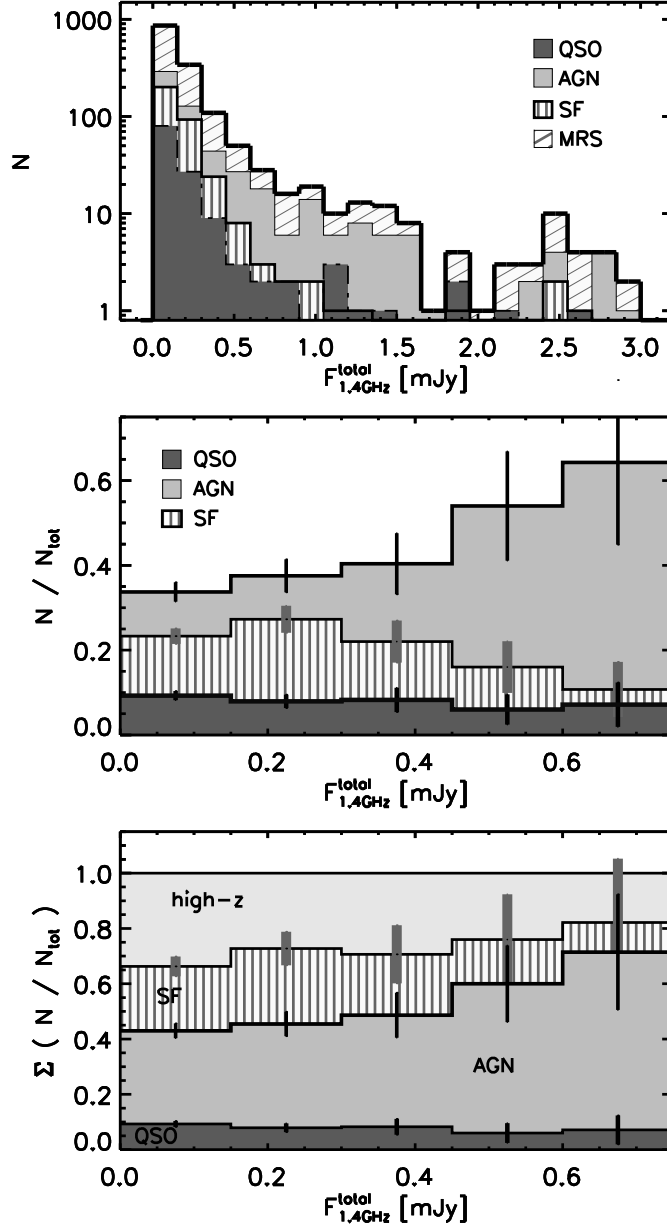 1000
100
10
1
N
QSO
AGN
SF
MRS
0.0 0.5 1.0 1.5 2.0 2.5 3.0
F^total_1.4GHz [mJy]
0.6
0.4
0.2
0.0
N / N_tot
QSO
AGN
SF
0.0 0.2 0.4 0.6
F^total_1.4GHz [mJy]
1.0
0.8
0.6
0.4
0.2
0.0
Σ ( N / N_tot )
high-z
SF
AGN
QSO
0.0 0.2 0.4 0.6
F^total_1.4GHz [mJy]